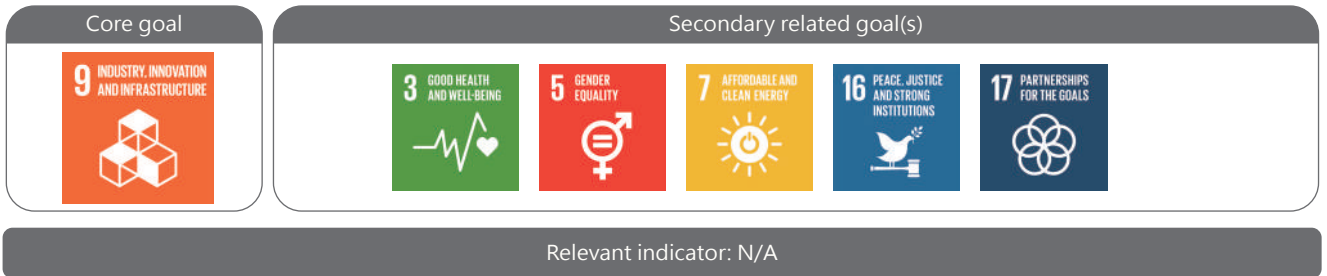 Core goal
Secondary related goal(s)
9 INDUSTRY, INNOVATION
AND INFRASTRUCTURE
3 GOOD HEALTH
AND WELL-BEING
5 GENDER
EQUALITY
7 AFFORDABLE AND
CLEAN ENERGY
16 PEACE, JUSTICE
AND STRONG
INSTITUTIONS
17 PARTNERSHIPS
FOR THE GOALS
Relevant indicator: N/A